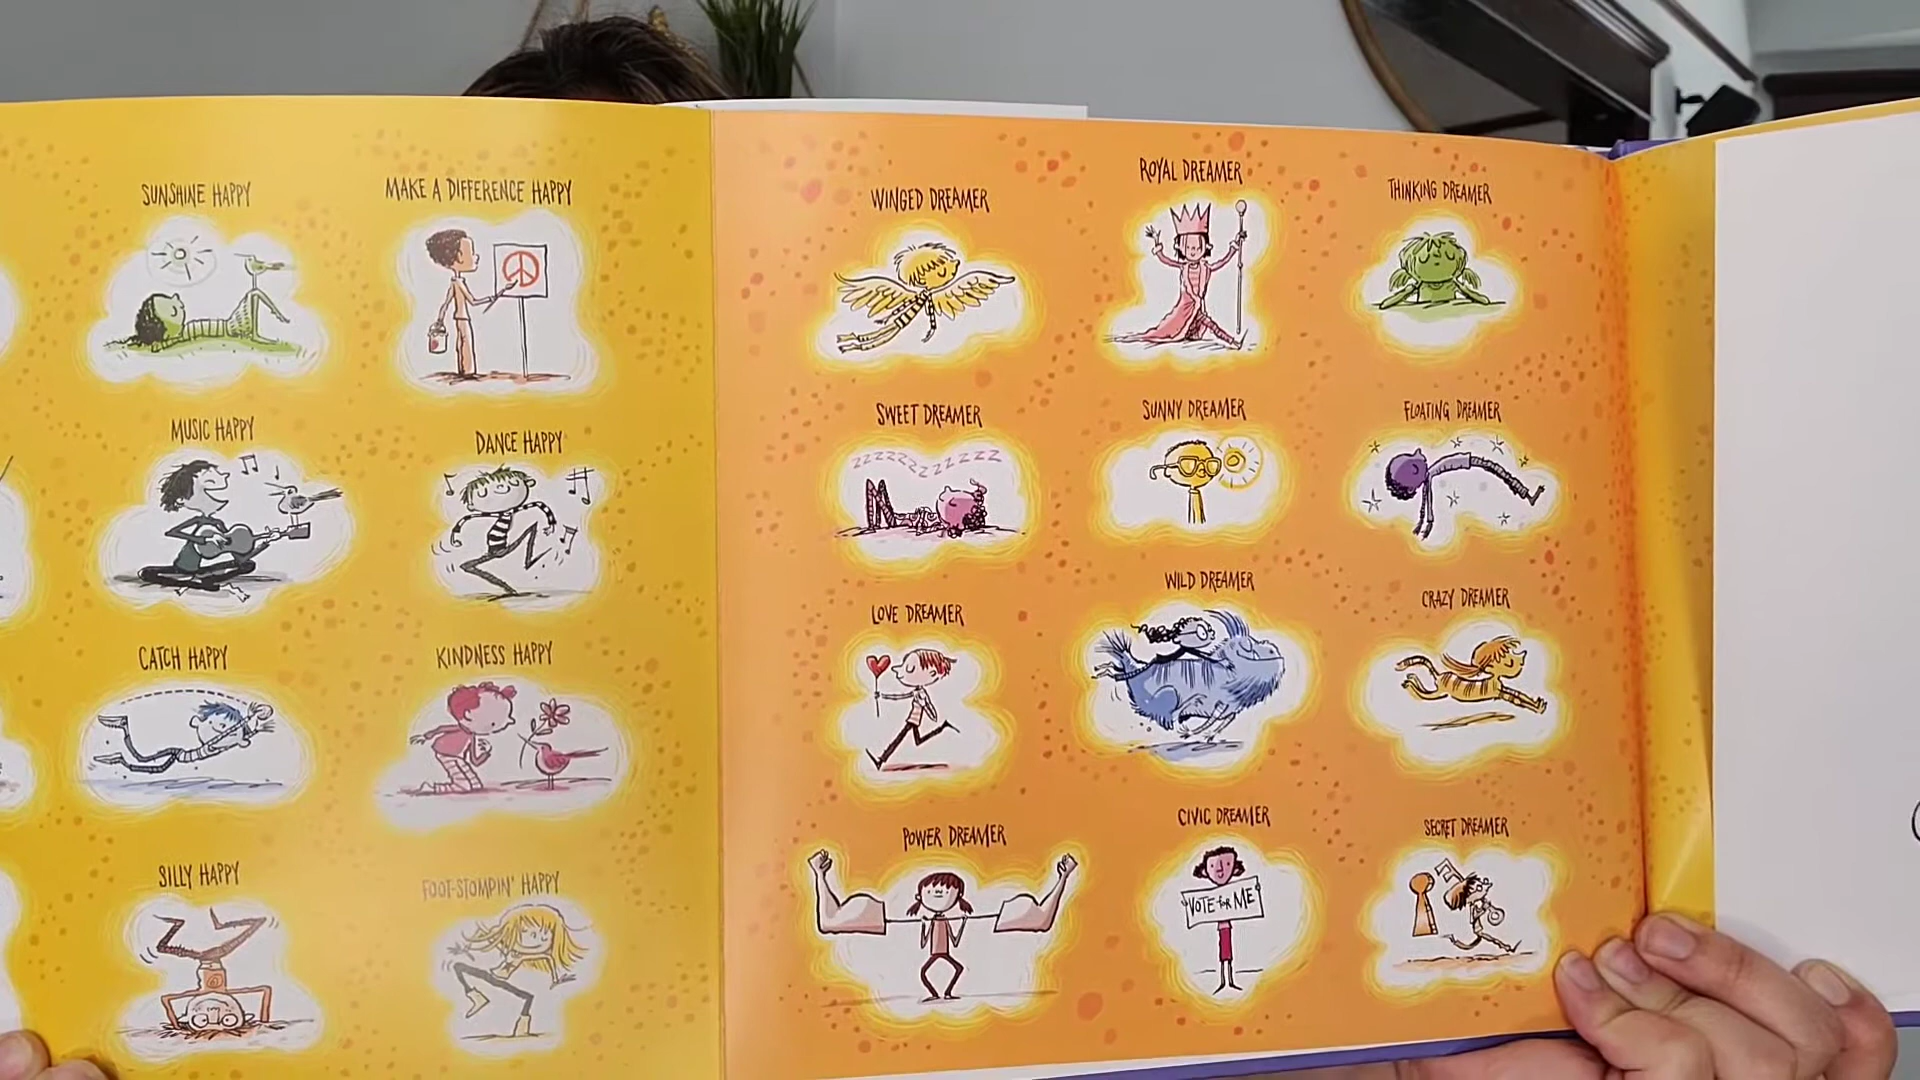 SUNSHINE HAPPY
MAKE A DIFFERENCE HAPPY
MUSIC HAPPY
DANCE HAPPY
CATCH HAPPY
KINDNESS HAPPY
SILLY HAPPY
FOOT-STOMPIN' HAPPY
WINGED DREAMER
ROYAL DREAMER
THINKING DREAMER
SWEET DREAMER
ZZZZZZZZZZZZZZ
SUNNY DREAMER
FLOATING DREAMER
LOVE DREAMER
WILD DREAMER
CRAZY DREAMER
POWER DREAMER
CIVIC DREAMER
VOTE for ME
SECRET DREAMER